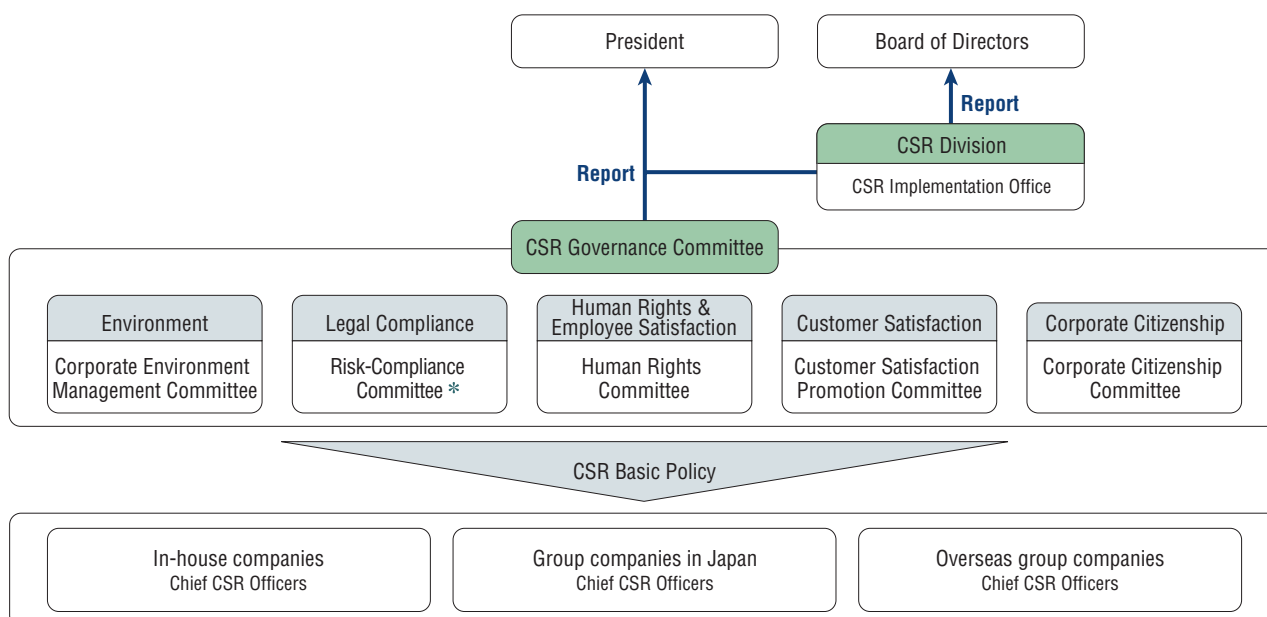 President
Board of Directors
Report
CSR Division
Report
CSR Implementation Office
CSR Governance Committee
Environment
Corporate Environment
Management Committee
Legal Compliance
Risk-Compliance
Committee *
Human Rights &
Employee Satisfaction
Human Rights
Committee
Customer Satisfaction
Customer Satisfaction
Promotion Committee
Corporate Citizenship
Corporate Citizenship
Committee
CSR Basic Policy
In-house companies
Chief CSR Officers
Group companies in Japan
Chief CSR Officers
Overseas group companies
Chief CSR Officers